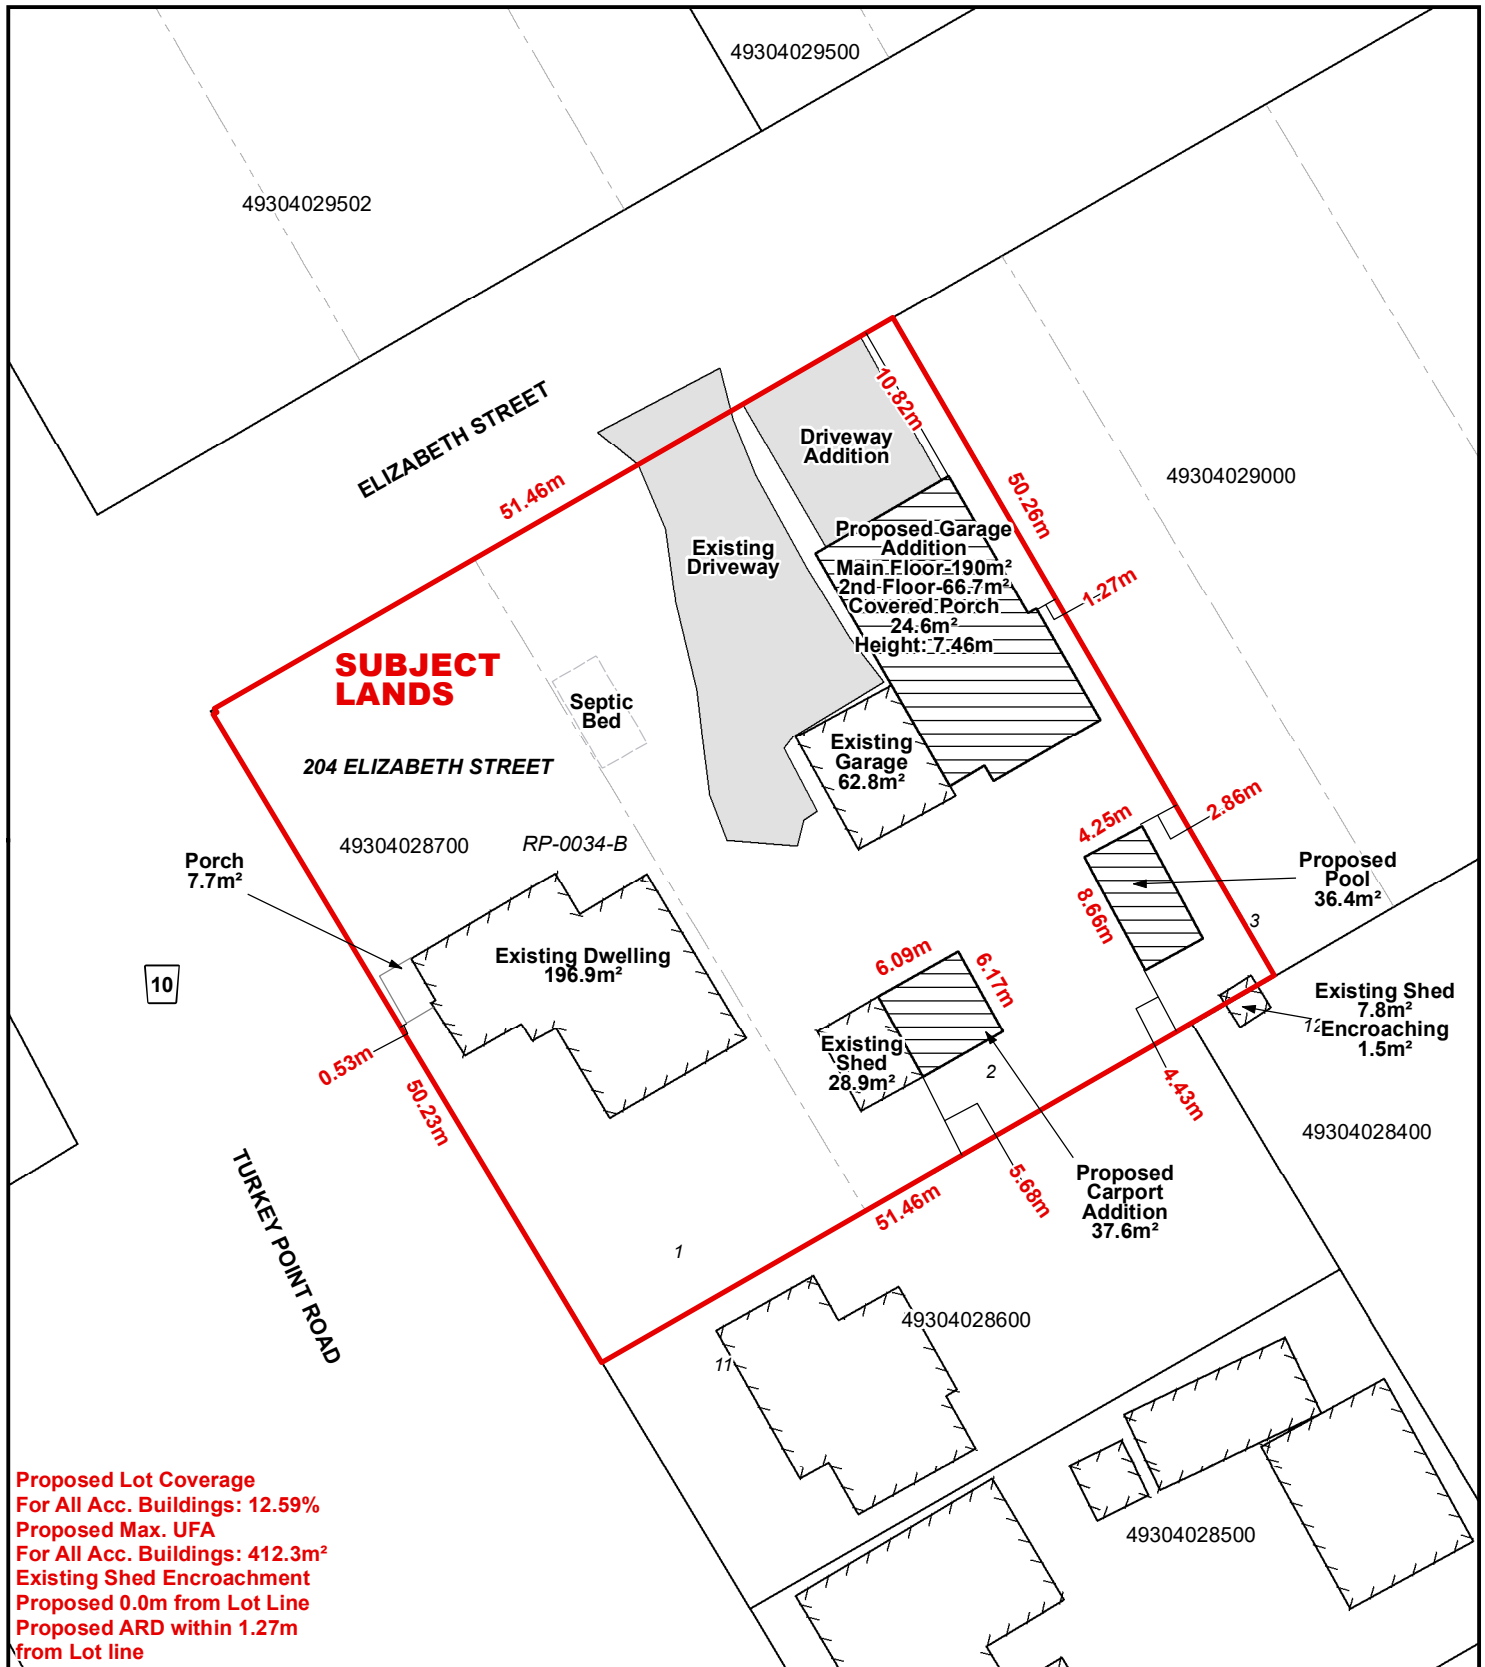 49304029500
49304029502
ELIZABETH STREET
10.82m
Driveway
Addition
51.46m
50.26m
49304029000
Existing
Driveway
Proposed Garage
Addition
Main Floor-190m²
2nd Floor-66.7m²
Covered Porch
24.6m²
Height: 7.46m
1.27m
SUBJECT
LANDS
Septic
Bed
204 ELIZABETH STREET
Existing
Garage
62.8m²
49304028700
RP-0034-B
Porch
7.7m²
4.25m
2.86m
8.66m
Proposed
Pool
36.4m²
3
Existing Dwelling
196.9m²
6.09m
6.17m
10
Existing Shed
7.8m²
Encroaching
1.5m²
12
Existing
Shed
28.9m²
2
0.53m
50.23m
4.43m
49304028400
TURKEY POINT ROAD
5.68m
Proposed
Carport
Addition
37.6m²
51.46m
1
49304028600
11
49304028500
Proposed Lot Coverage
For All Acc. Buildings: 12.59%
Proposed Max. UFA
For All Acc. Buildings: 412.3m²
Existing Shed Encroachment
Proposed 0.0m from Lot Line
Proposed ARD within 1.27m
from Lot line